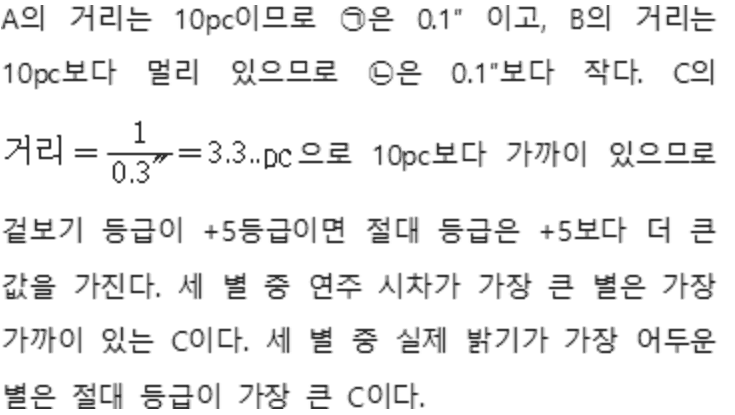 A의 거리는 10pc이므로 ㉠은 0.1″ 이고, B의 거리는
10pc보다 멀리 있으므로 ㉡은 0.1″보다 작다. C의
거리 = 1/0.3″ = 3.3..pc으로 10pc보다 가까이 있으므로
겉보기 등급이 +5등급이면 절대 등급은 +5보다 더 큰
값을 가진다. 세 별 중 연주 시차가 가장 큰 별은 가장
가까이 있는 C이다. 세 별 중 실제 밝기가 가장 어두운
별은 절대 등급이 가장 큰 C이다.